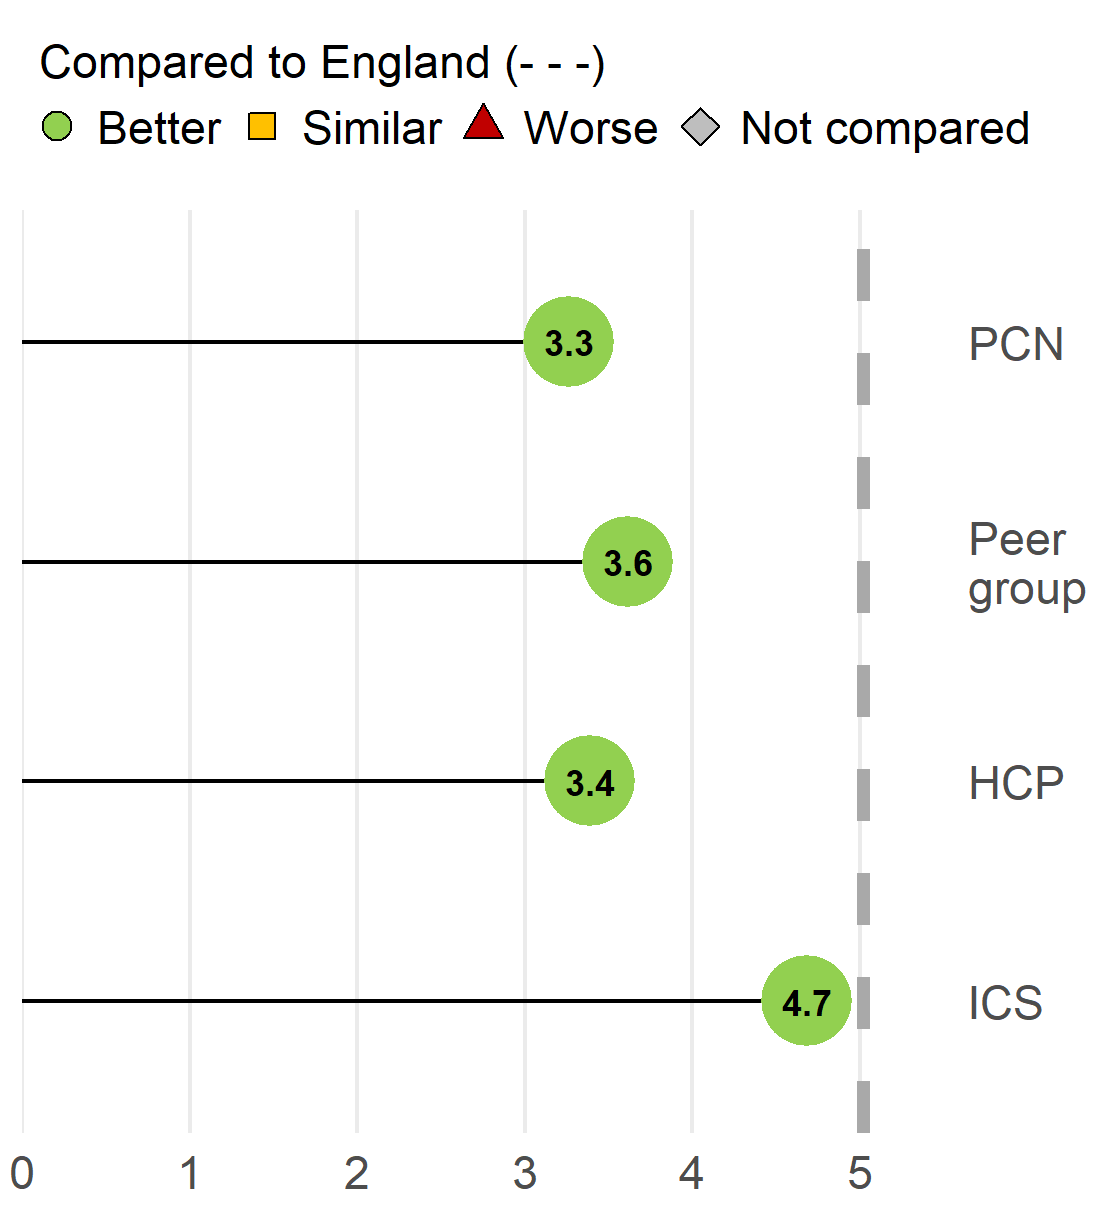 Compared to England (- - -)
Better Similar Worse Not compared
3.3 PCN
3.6 Peer
group
3.4 HCP
4.7 ICS
0 1 2 3 4 5